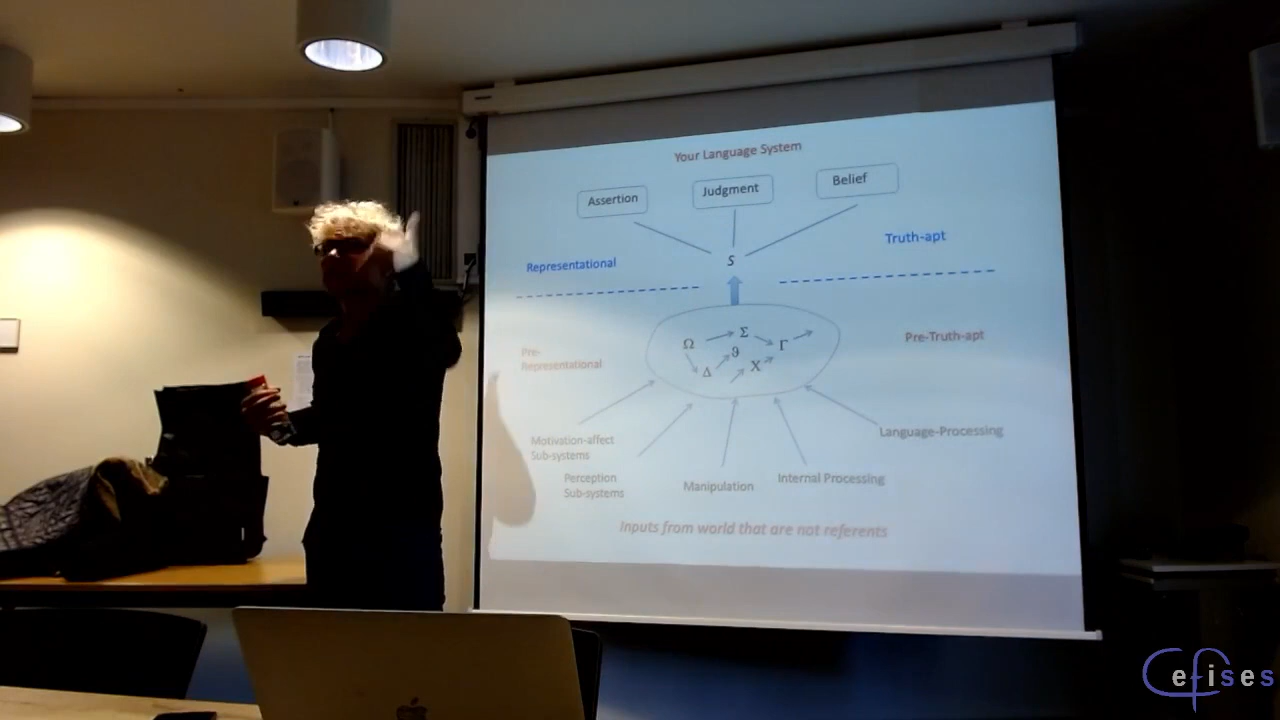 Your Language System
Assertion
Judgment
Belief
Representational
S
Truth-apt
Ω
Σ
ϑ
Γ
Δ
X
Pre-
Representational
Pre-Truth-apt
Motivation-affect
Sub-systems
Perception
Sub-systems
Manipulation
Internal Processing
Language-Processing
Inputs from world that are not referents
Cefises